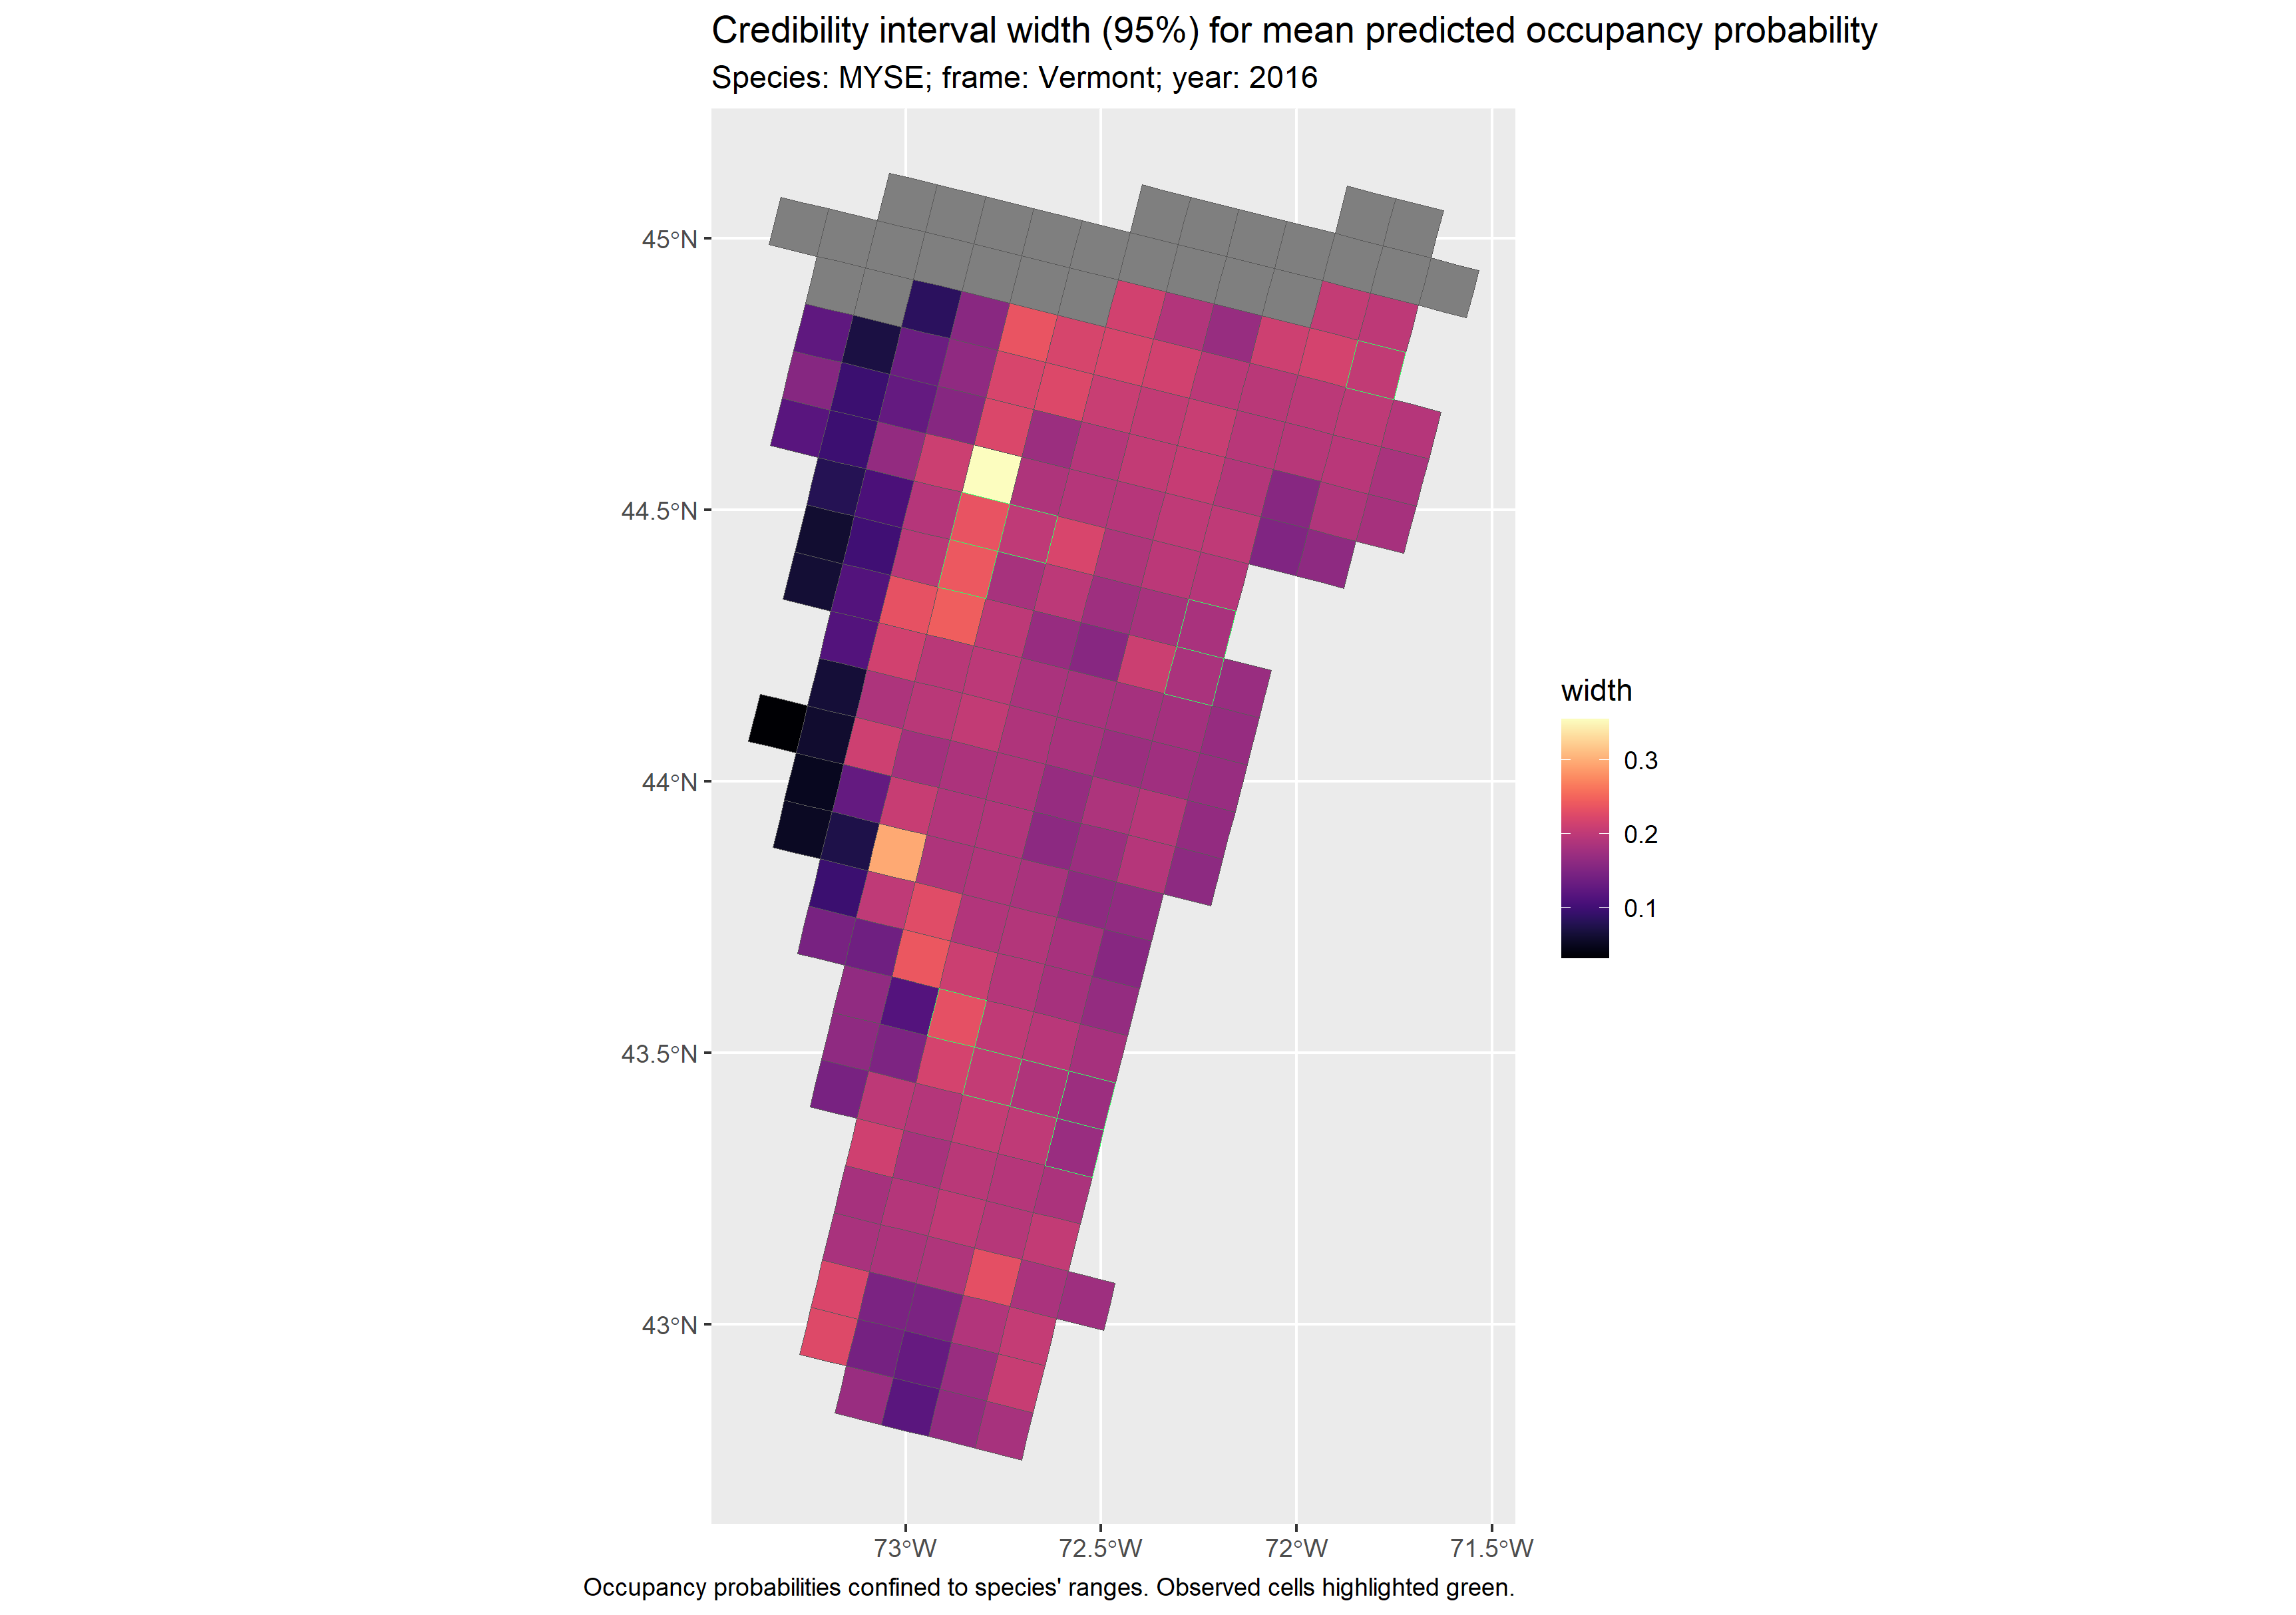 Credibility interval width (95%) for mean predicted occupancy probability
Species: MYSE; frame: Vermont; year: 2016
45°N
44.5°N
44°N
43.5°N
43°N
73°W
72.5°W
72°W
71.5°W
width
0.3
0.2
0.1
Occupancy probabilities confined to species' ranges. Observed cells highlighted green.